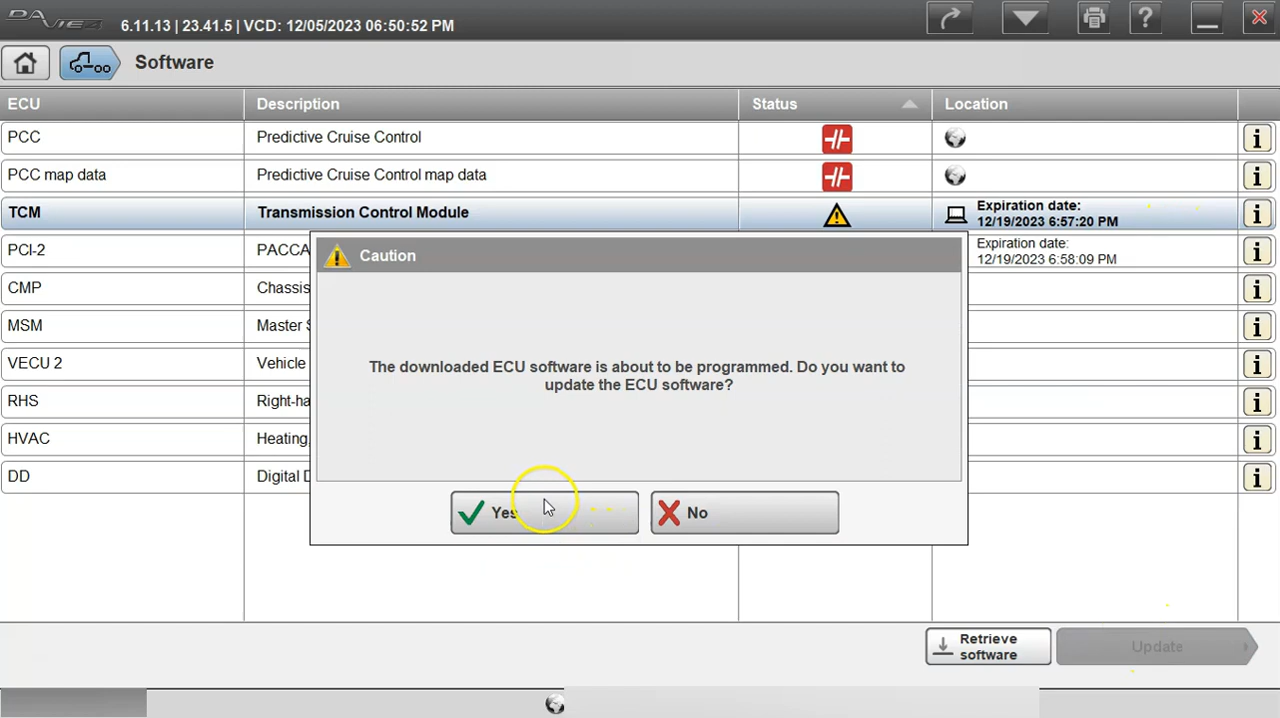 DAVIE4 6.11.13 | 23.41.5 | VCD: 12/05/2023 06:50:52 PM
?
Software
ECU Description Status Location
PCC Predictive Cruise Control
PCC map data Predictive Cruise Control map data
TCM Transmission Control Module Expiration date:
12/19/2023 6:57:20 PM
PCI-2 PACCA Expiration date:
12/19/2023 6:58:09 PM
CMP Chassis
MSM Master S
VECU 2 Vehicle
RHS Right-ha
HVAC Heating,
DD Digital D
Caution
The downloaded ECU software is about to be programmed. Do you want to
update the ECU software?
Yes No
Retrieve
software
Update